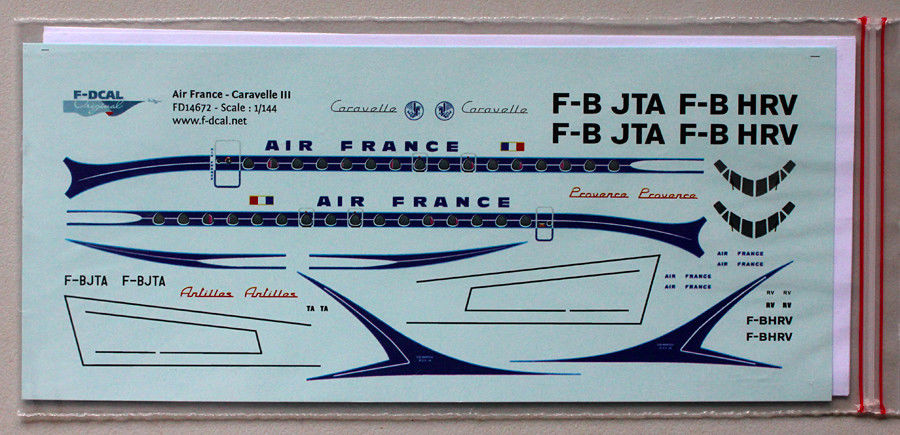 F-DCAL
Original
Air France - Caravelle III
FD14672 - Scale : 1/144
www.f-dcal.net
Caravelle Caravelle
F-B JTA F-B HRV
F-B JTA F-B HRV
AIR FRANCE
AIR FRANCE
Provence Provence
AIR FRANCE
AIR FRANCE
AIR FRANCE
AIR FRANCE
F-BJTA F-BJTA
Antilles Antilles
TA TA
RV RV
RV RV
F-BHRV
F-BHRV